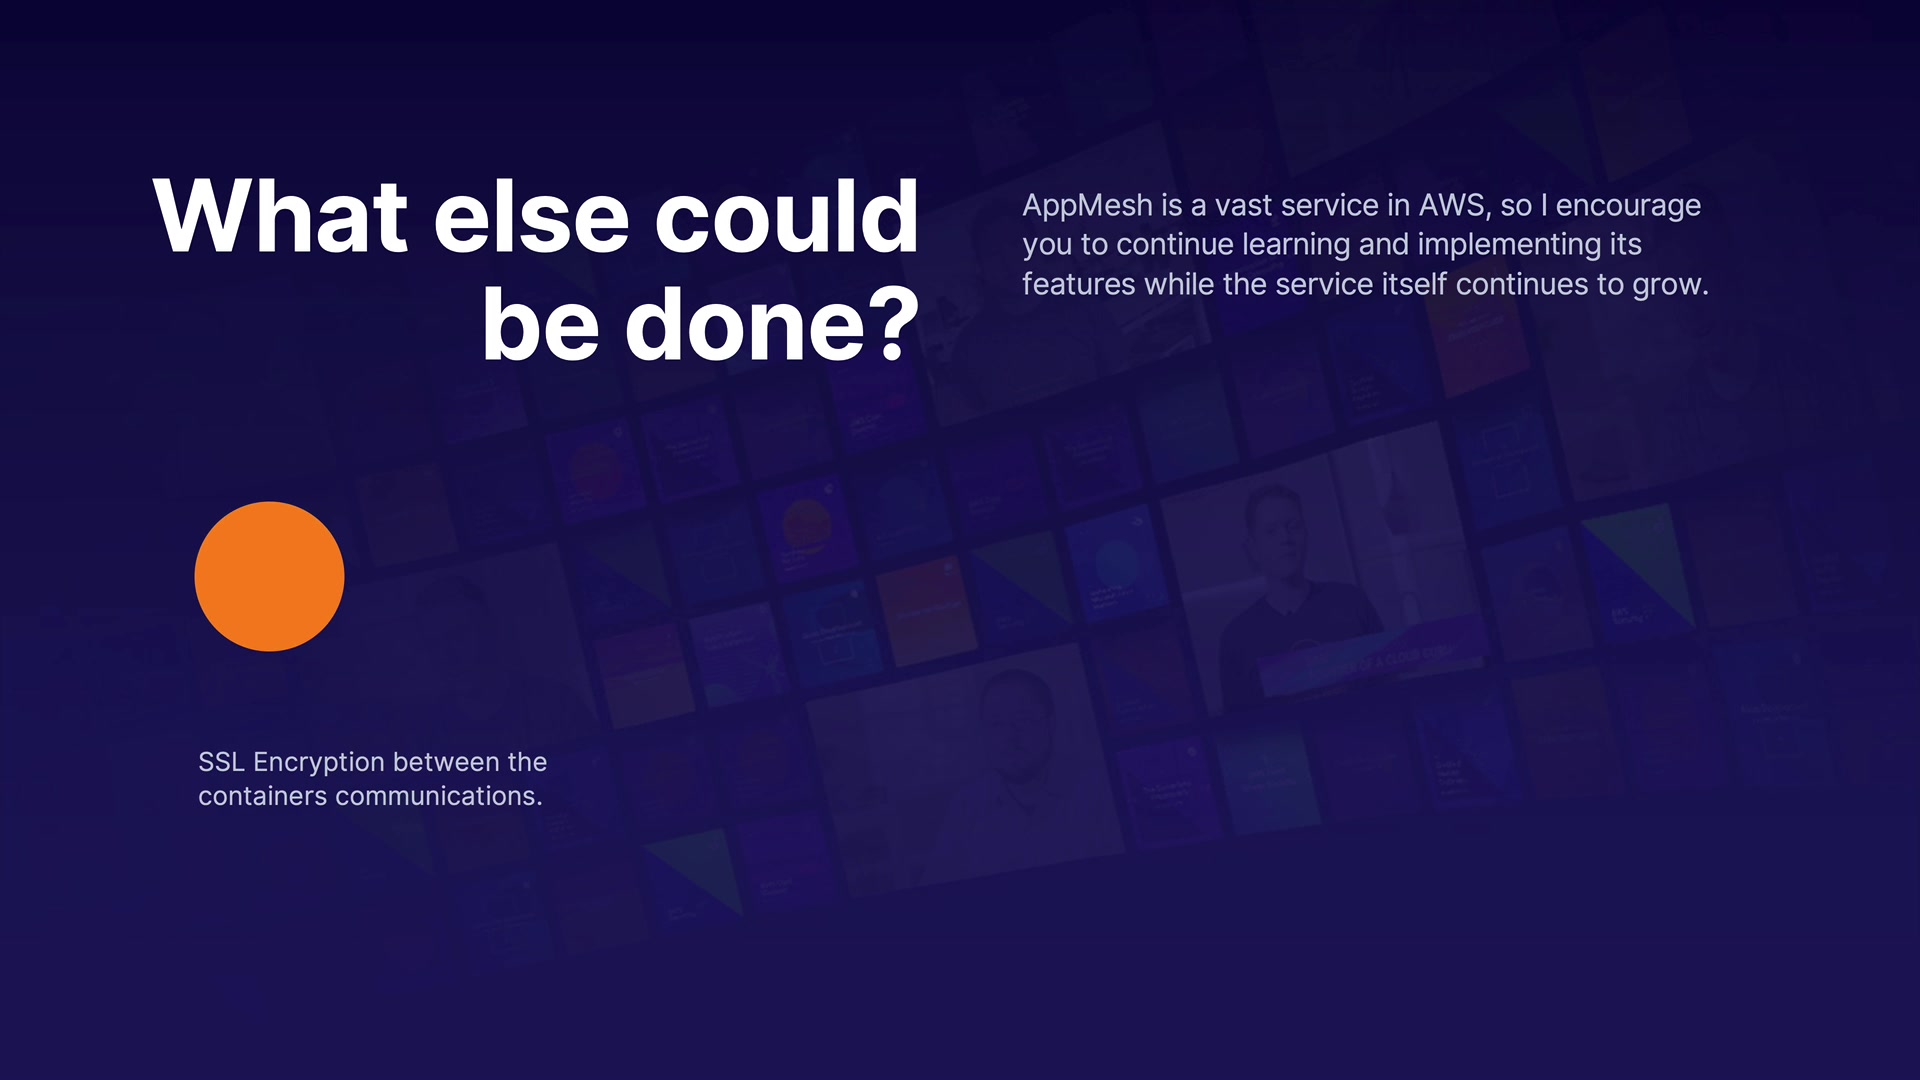 What else could
be done?
AppMesh is a vast service in AWS, so I encourage
you to continue learning and implementing its
features while the service itself continues to grow.
SSL Encryption between the
containers communications.